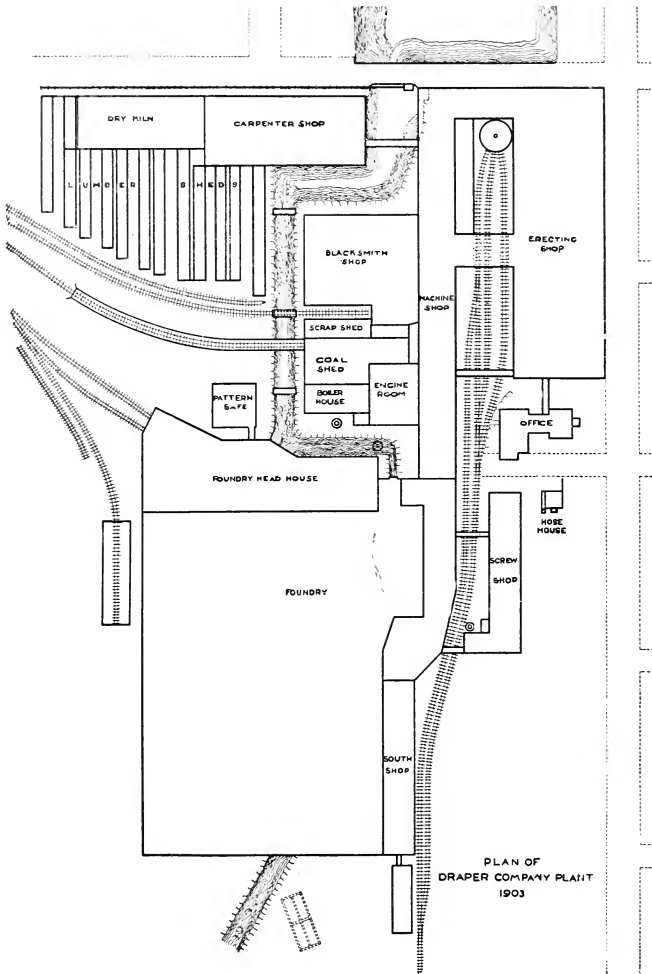 DRY KILN
CARPENTER SHOP
LUMBER SHEDS
ERECTING
SHOP
BLACKSMITH
SHOP
MACHINE
SHOP
SCRAP SHED
COAL
SHED
ENGINE
ROOM
BOILER
HOUSE
PATTERN
SAFE
OFFICE
FOUNDRY HEAD HOUSE
HOSE
HOUSE
SCREW
SHOP
FOUNDRY
SOUTH
SHOP
PLAN OF
DRAPER COMPANY PLANT
1903